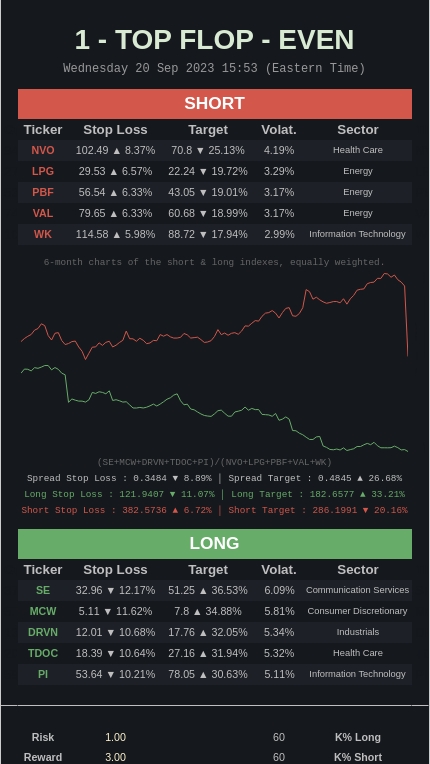 1 - TOP FLOP - EVEN
Wednesday 20 Sep 2023 15:53 (Eastern Time)
SHORT
Ticker Stop Loss Target Volat. Sector
NVO 102.49 ▲ 8.37% 70.8 ▼ 25.13% 4.19% Health Care
LPG 29.53 ▲ 6.57% 22.24 ▼ 19.72% 3.29% Energy
PBF 56.54 ▲ 6.33% 43.05 ▼ 19.01% 3.17% Energy
VAL 79.65 ▲ 6.33% 60.68 ▼ 18.99% 3.17% Energy
WK 114.58 ▲ 5.98% 88.72 ▼ 17.94% 2.99% Information Technology
6-month charts of the short & long indexes, equally weighted.
(SE+MCW+DRVN+TDOC+PI)/(NVO+LPG+PBF+VAL+WK)
Spread Stop Loss : 0.3484 ▼ 8.89% | Spread Target : 0.4845 ▲ 26.68%
Long Stop Loss : 121.9407 ▼ 11.07% | Long Target : 182.6577 ▲ 33.21%
Short Stop Loss : 382.5736 ▲ 6.72% | Short Target : 286.1991 ▼ 20.16%
LONG
Ticker Stop Loss Target Volat. Sector
SE 32.96 ▼ 12.17% 51.25 ▲ 36.53% 6.09% Communication Services
MCW 5.11 ▼ 11.62% 7.8 ▲ 34.88% 5.81% Consumer Discretionary
DRVN 12.01 ▼ 10.68% 17.76 ▲ 32.05% 5.34% Industrials
TDOC 18.39 ▼ 10.64% 27.16 ▲ 31.94% 5.32% Health Care
PI 53.64 ▼ 10.21% 78.05 ▲ 30.63% 5.11% Information Technology
Risk 1.00 60 K% Long
Reward 3.00 60 K% Short